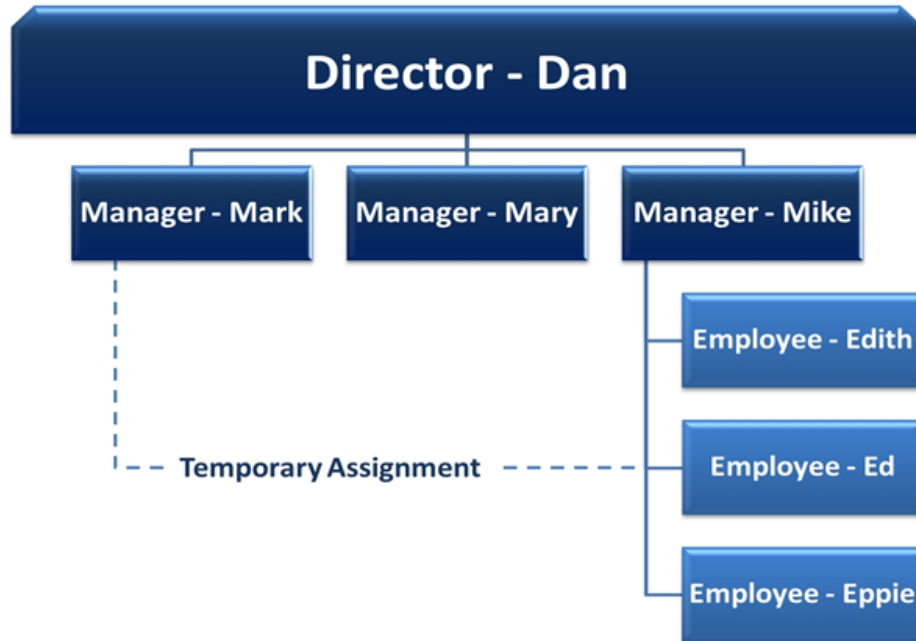 Director - Dan
Manager - Mark
Manager - Mary
Manager - Mike
Employee - Edith
Temporary Assignment
Employee - Ed
Employee - Eppie